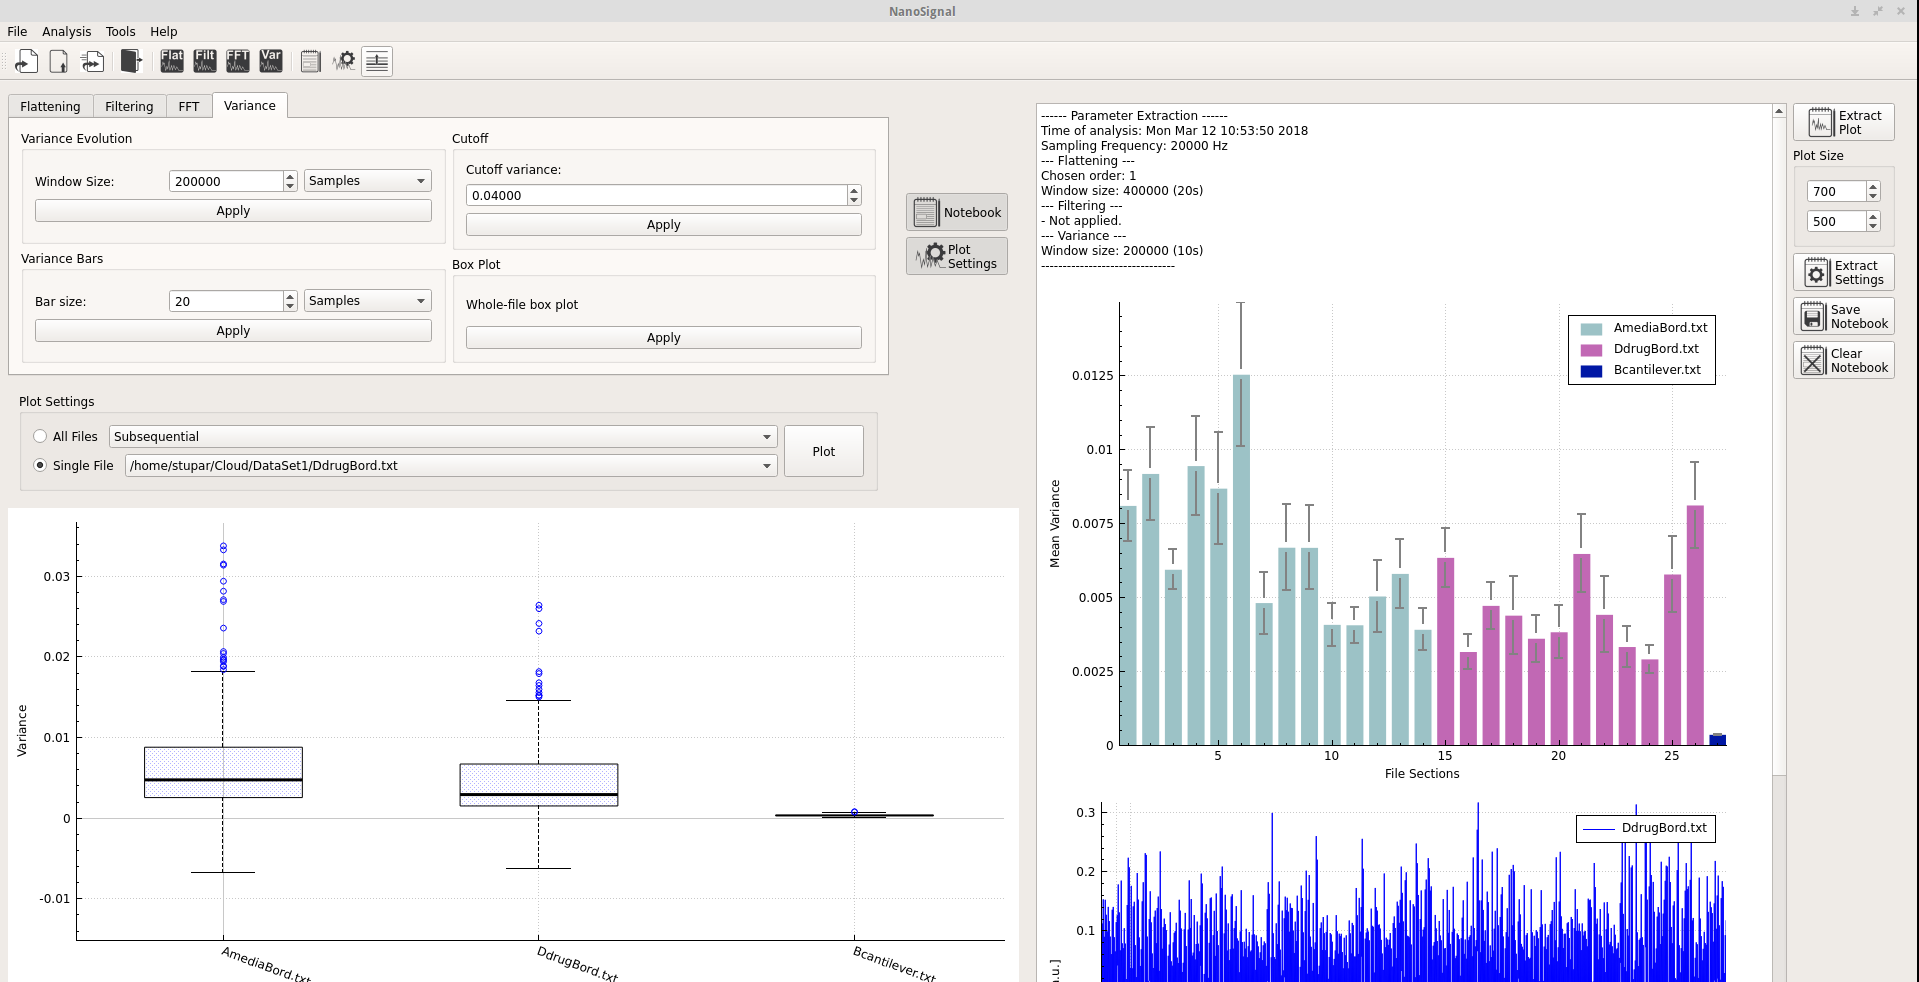 NanoSignal
File Analysis Tools Help
Flat Filt FFT Var
Flattening Filtering FFT Variance
Variance Evolution
Window Size: 200000 Samples
Apply
Variance Bars
Bar size: 20 Samples
Apply
Cutoff
Cutoff variance:
0.04000
Apply
Box Plot
Whole-file box plot
Apply
Notebook
Plot
Settings
Plot Settings
All Files Subsequential
Single File /home/stupar/Cloud/DataSet1/DdrugBord.txt
Plot
0.03
0.02
0.01
0
-0.01
Variance
AmediaBord.txt DdrugBord.txt Bcantilever.txt
------ Parameter Extraction ------
Time of analysis: Mon Mar 12 10:53:50 2018
Sampling Frequency: 20000 Hz
--- Flattening ---
Chosen order: 1
Window size: 400000 (20s)
--- Filtering ---
- Not applied.
--- Variance ---
Window size: 200000 (10s)
-------------------------------
AmediaBord.txt
DdrugBord.txt
Bcantilever.txt
0.0125
0.01
0.0075
0.005
0.0025
0
Mean Variance
5 10 15 20 25
File Sections
0.3
0.2
0.1
.u.]
DdrugBord.txt
Extract
Plot
Plot Size
700
500
Extract
Settings
Save
Notebook
Clear
Notebook